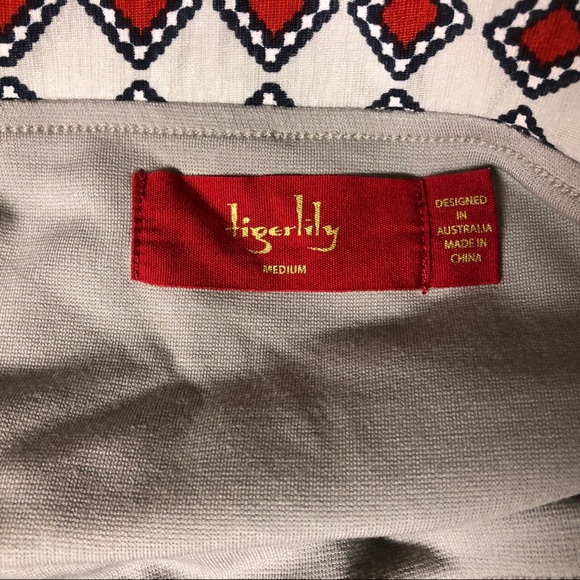 tigerlily
MEDIUM
DESIGNED
IN
AUSTRALIA
MADE IN
CHINA